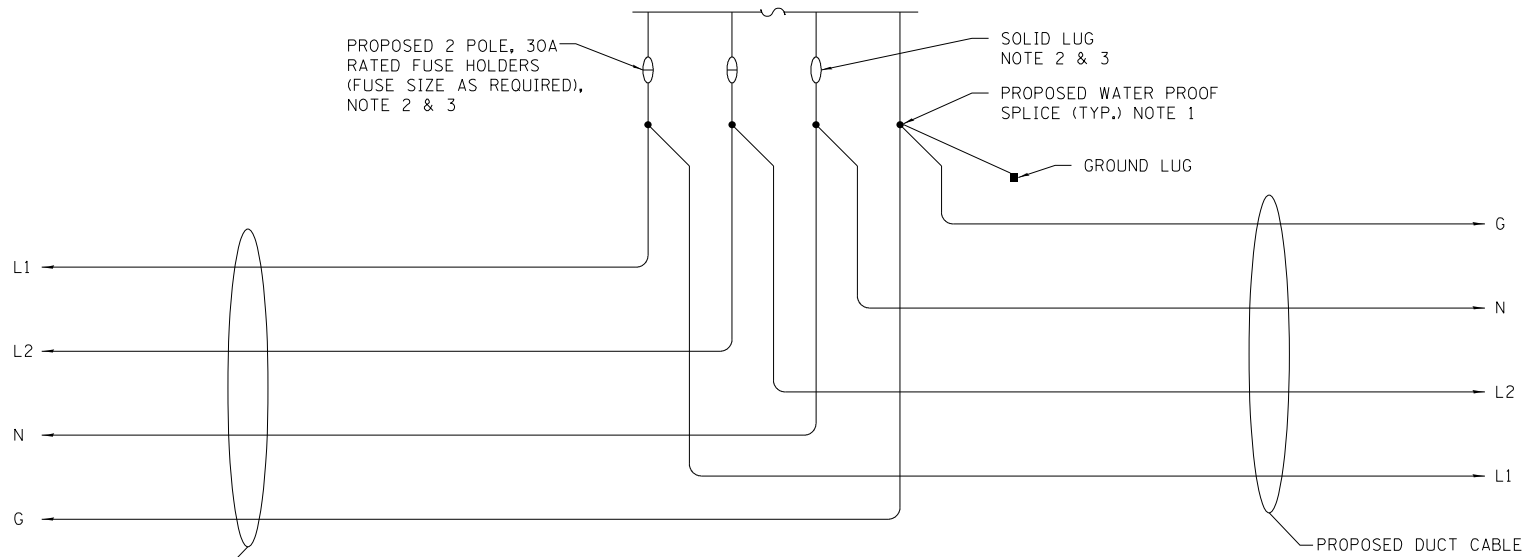 PROPOSED 2 POLE, 30A
RATED FUSE HOLDERS
(FUSE SIZE AS REQUIRED),
NOTE 2 & 3
SOLID LUG
NOTE 2 & 3
PROPOSED WATER PROOF
SPLICE (TYP.) NOTE 1
GROUND LUG
L1
L2
N
G
G
N
L2
L1
PROPOSED DUCT CABLE